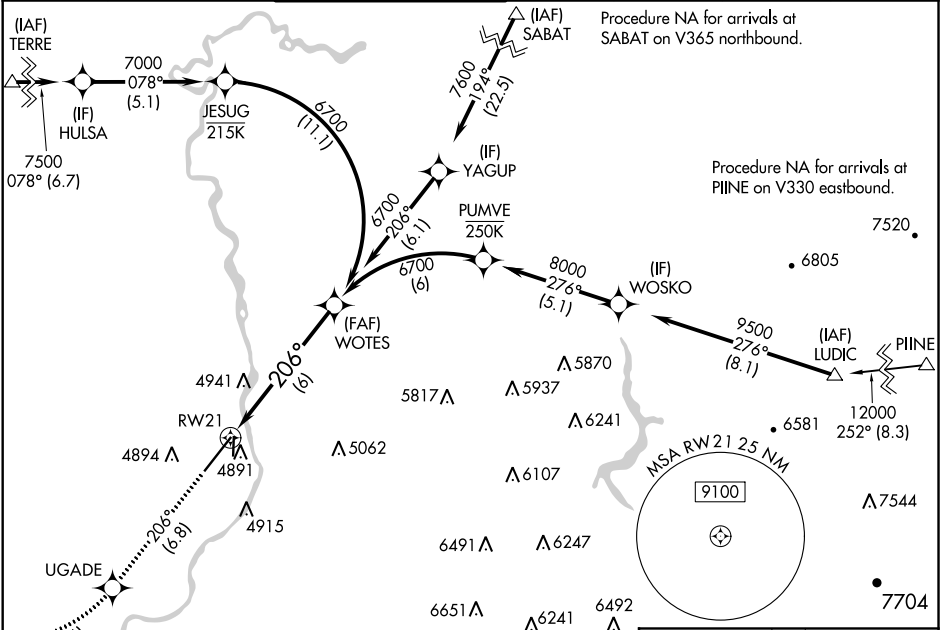 (IAF)
TERRE
7000
078°
(5.1)
(IF)
HULSA
JESUG
215K
7500
078° (6.7)
6700
(11.1)
(IAF)
SABAT
Procedure NA for arrivals at
SABAT on V365 northbound.
7600
194°
(22.5)
(IF)
YAGUP
6700
206°
(6.1)
Procedure NA for arrivals at
PIINE on V330 eastbound.
7520
6805
PUMVE
250K
6700
(6)
8000
276°
(5.1)
(IF)
WOSKO
9500
276°
(8.1)
(IAF)
LUDIC
PIINE
12000
252° (8.3)
(FAF)
WOTES
206°
(6)
4941
5870
5817
5937
6241
6581
RW21
4894
4891
5062
6107
MSA RW21 25 NM
9100
7544
4915
206°
(6.8)
6491
6247
UGADE
7704
6651
6241
6492